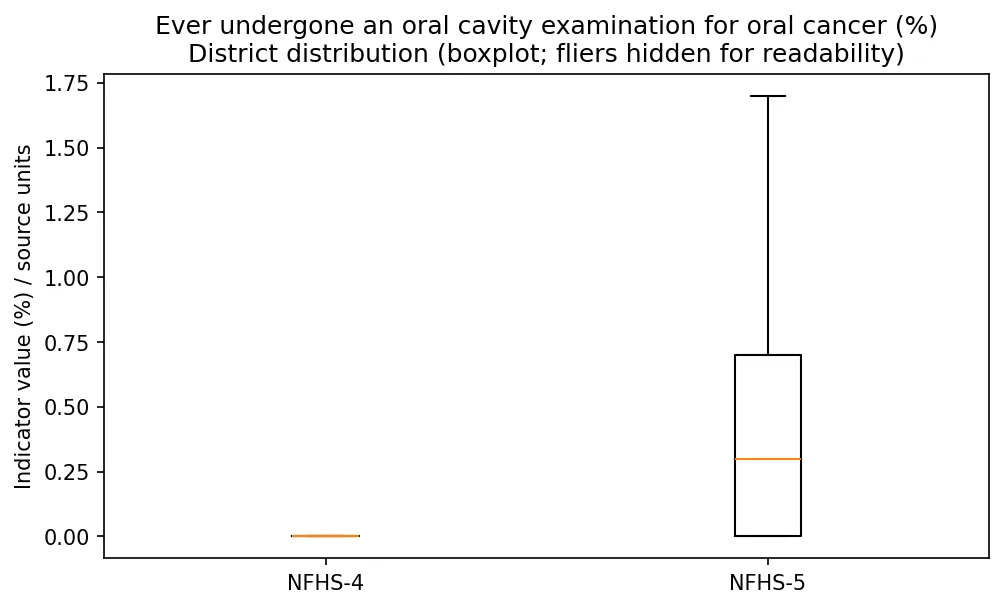 Ever undergone an oral cavity examination for oral cancer (%)
District distribution (boxplot; fliers hidden for readability)
Indicator value (%) / source units
1.75
1.50
1.25
1.00
0.75
0.50
0.25
0.00
NFHS-4
NFHS-5